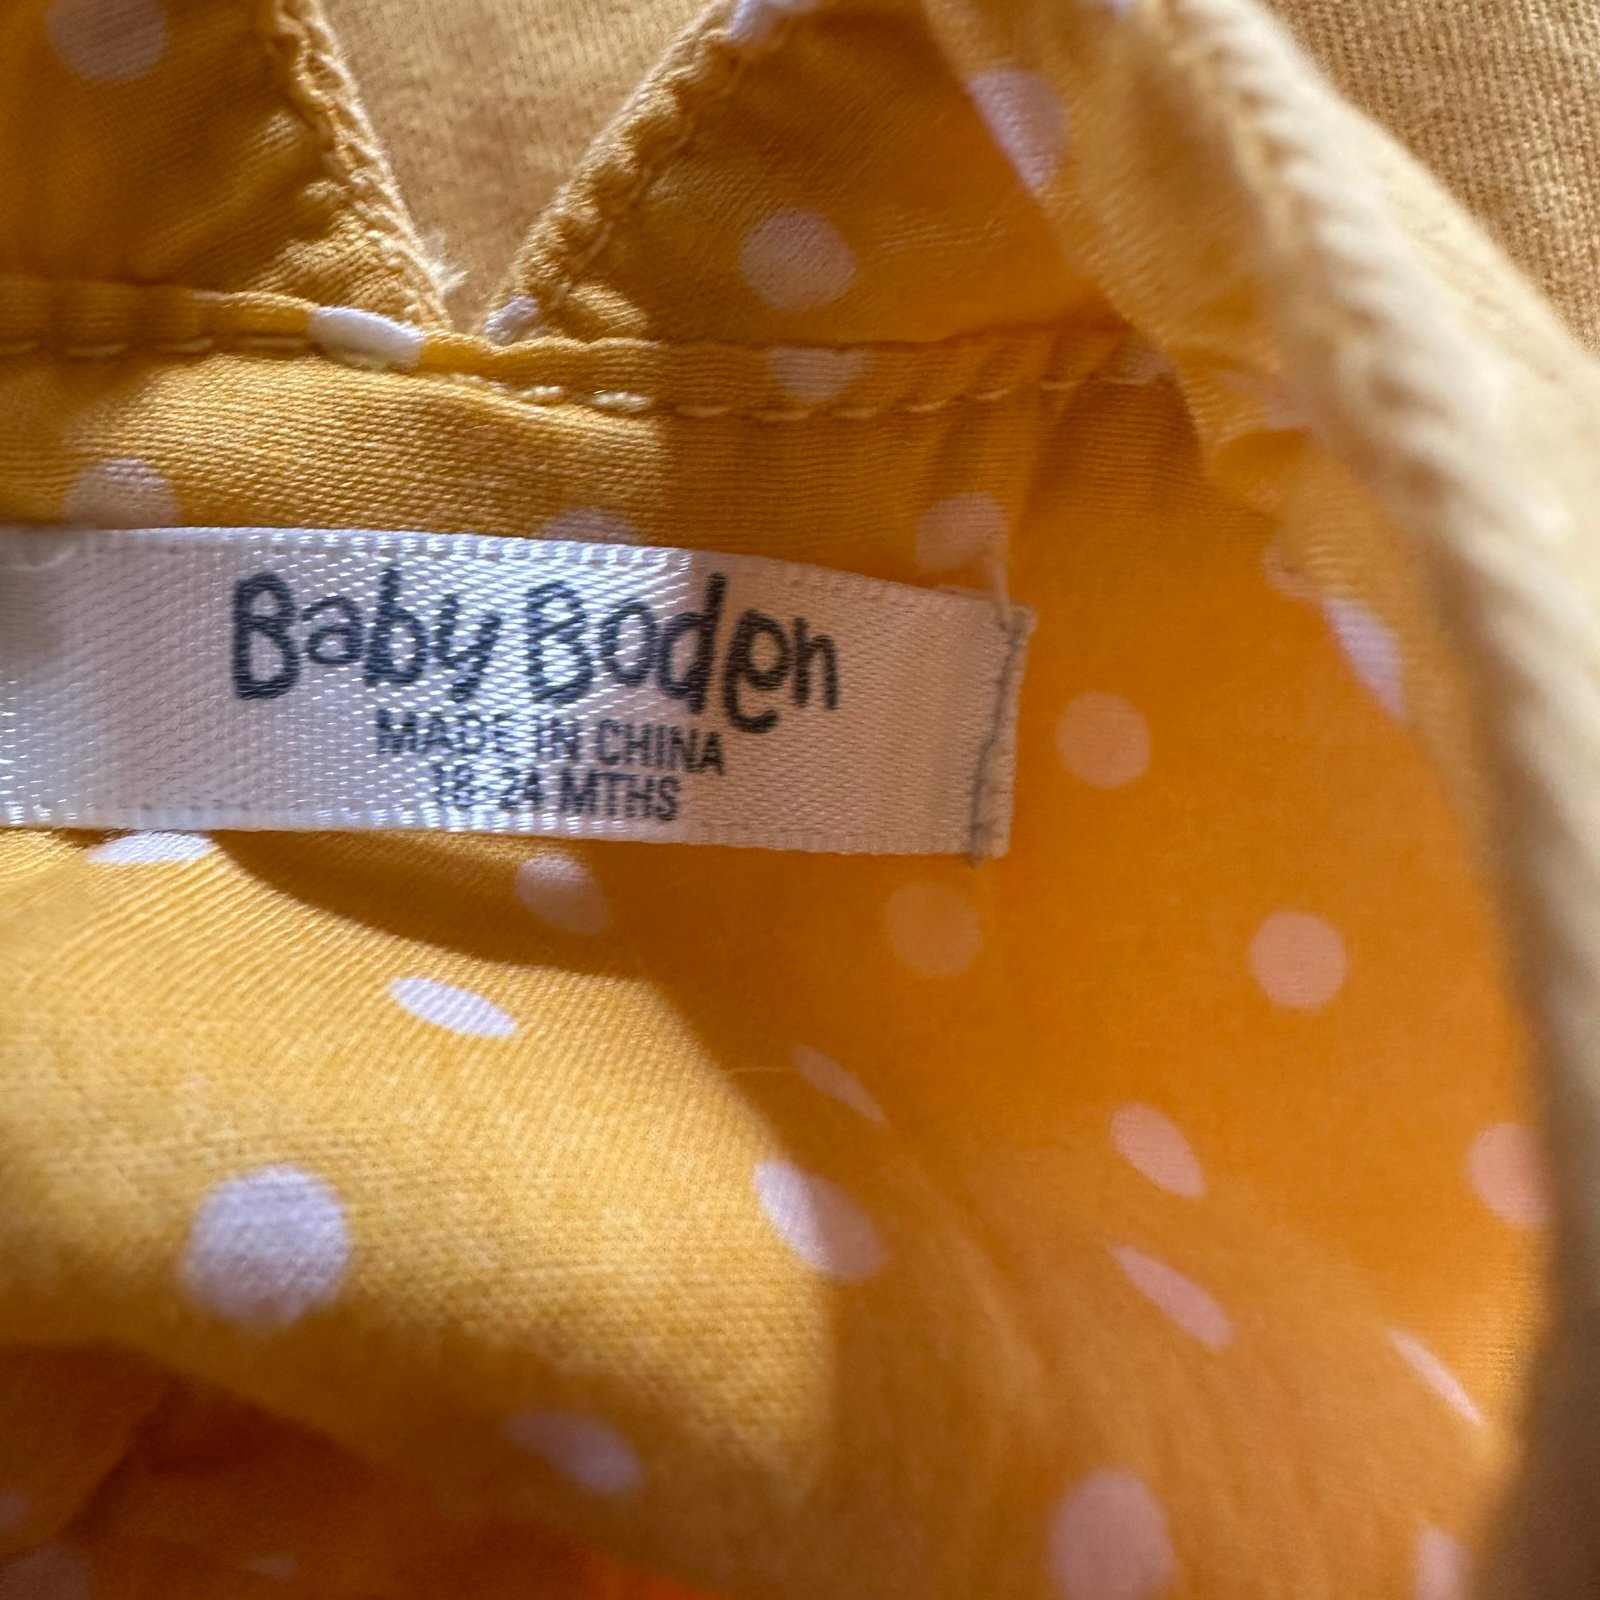 Baby Boden
MADE IN CHINA
18-24 MTHS